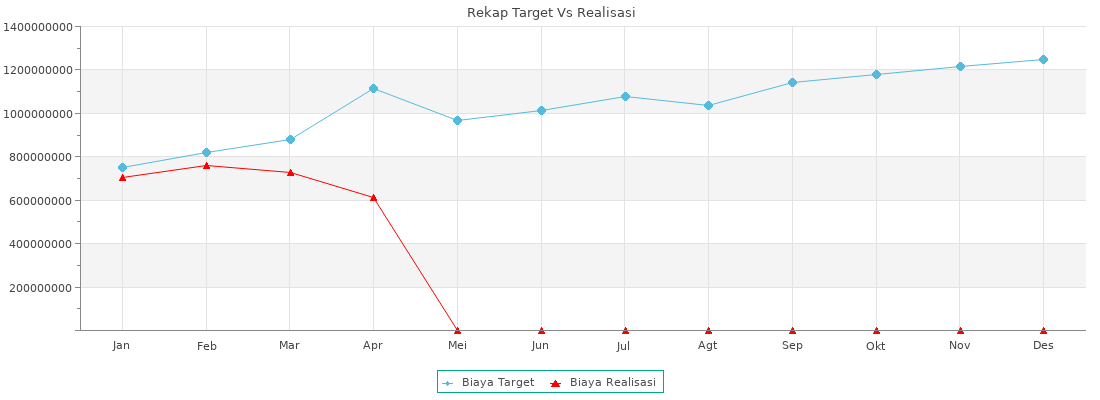 Rekap Target Vs Realisasi
1400000000
1200000000
1000000000
800000000
600000000
400000000
200000000
Jan Feb Mar Apr Mei Jun Jul Agt Sep Okt Nov Des
Biaya Target Biaya Realisasi